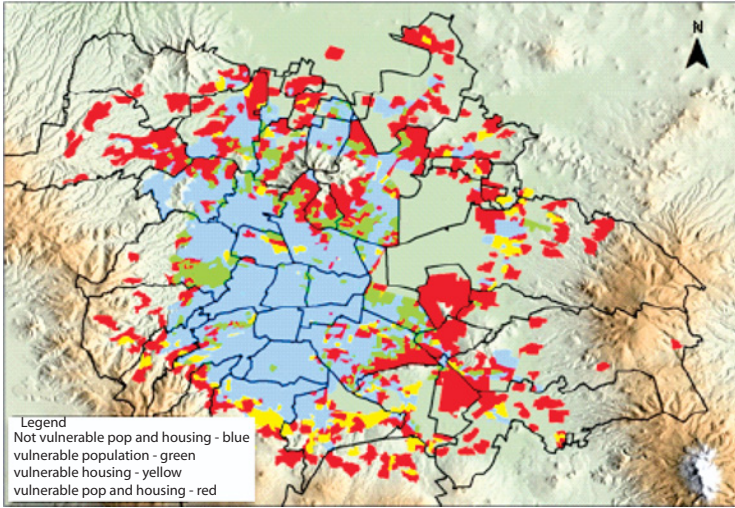 N
Legend
Not vulnerable pop and housing - blue
vulnerable population - green
vulnerable housing - yellow
vulnerable pop and housing - red